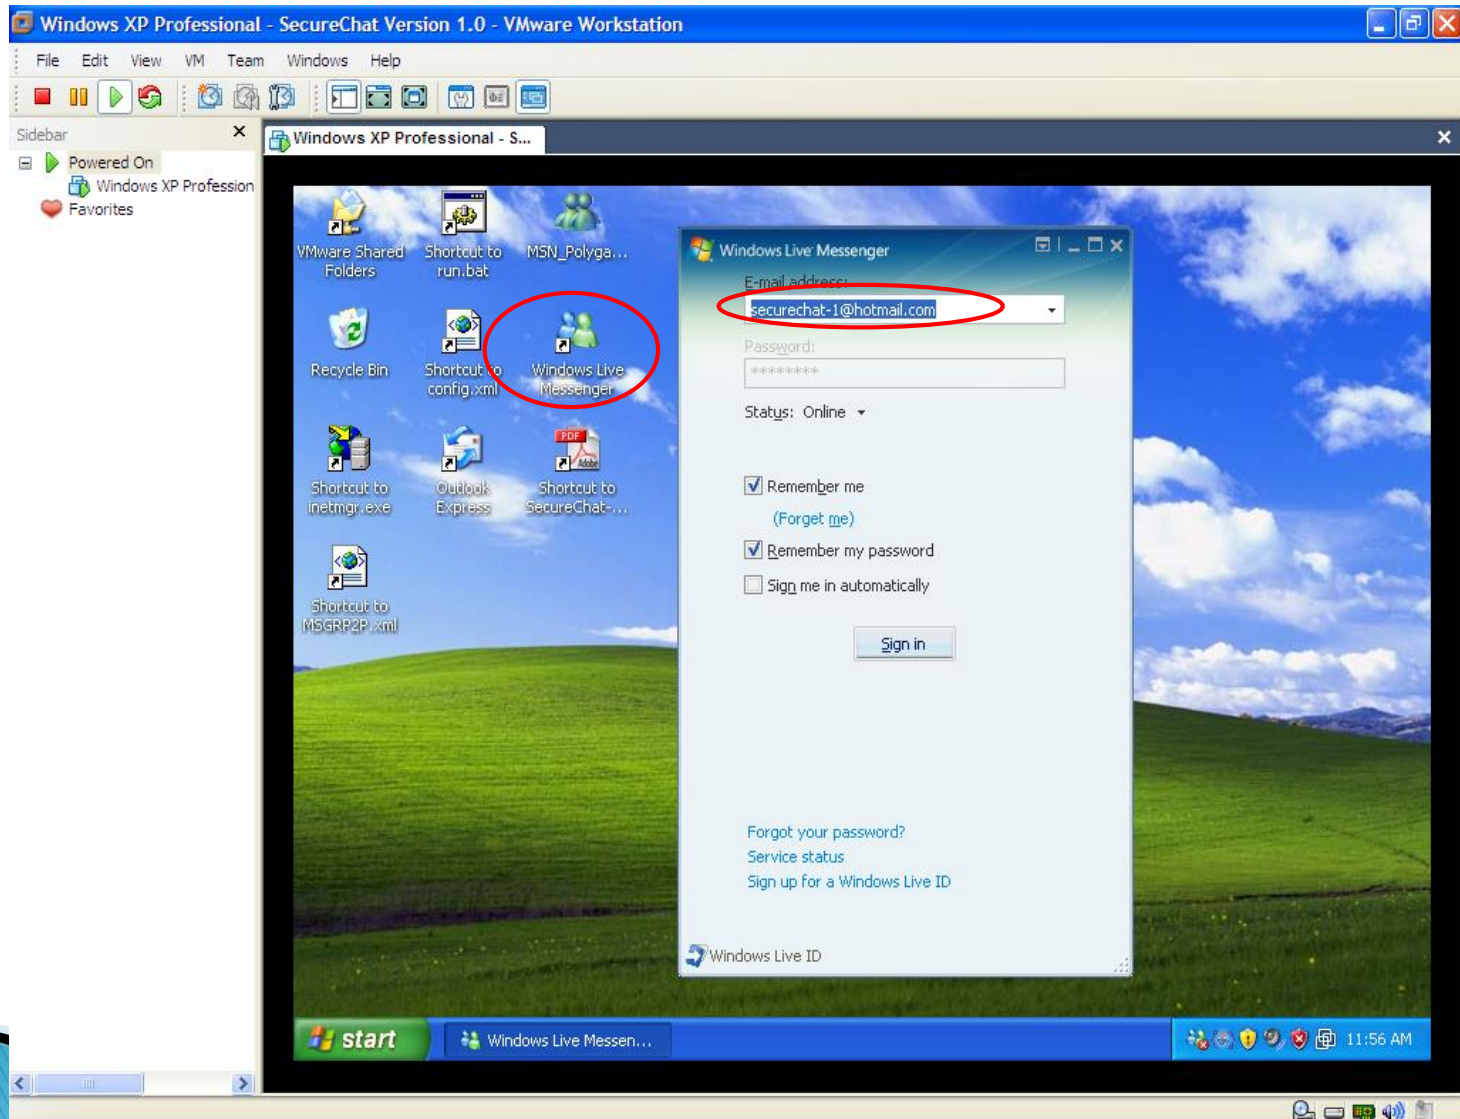 Windows XP Professional - SecureChat Version 1.0 - VMware Workstation
File Edit View VM Team Windows Help
Sidebar
Powered On
Windows XP Profession
Favorites
Windows XP Professional - S...
VMware Shared
Folders
Shortcut to
run.bat
MSN_Polyga...
Recycle Bin
Shortcut to
config.xml
Windows Live
Messenger
Shortcut to
inetmgr.exe
Outlook
Express
PDF
Adobe
Shortcut to
SecureChat-...
Shortcut to
MSGRP2P.xml
Windows Live Messenger
E-mail address:
securechat-1@hotmail.com
Password:
********
Status: Online
Remember me
(Forget me)
Remember my password
Sign me in automatically
Sign in
Forgot your password?
Service status
Sign up for a Windows Live ID
Windows Live ID
start
Windows Live Messen...
11:56 AM